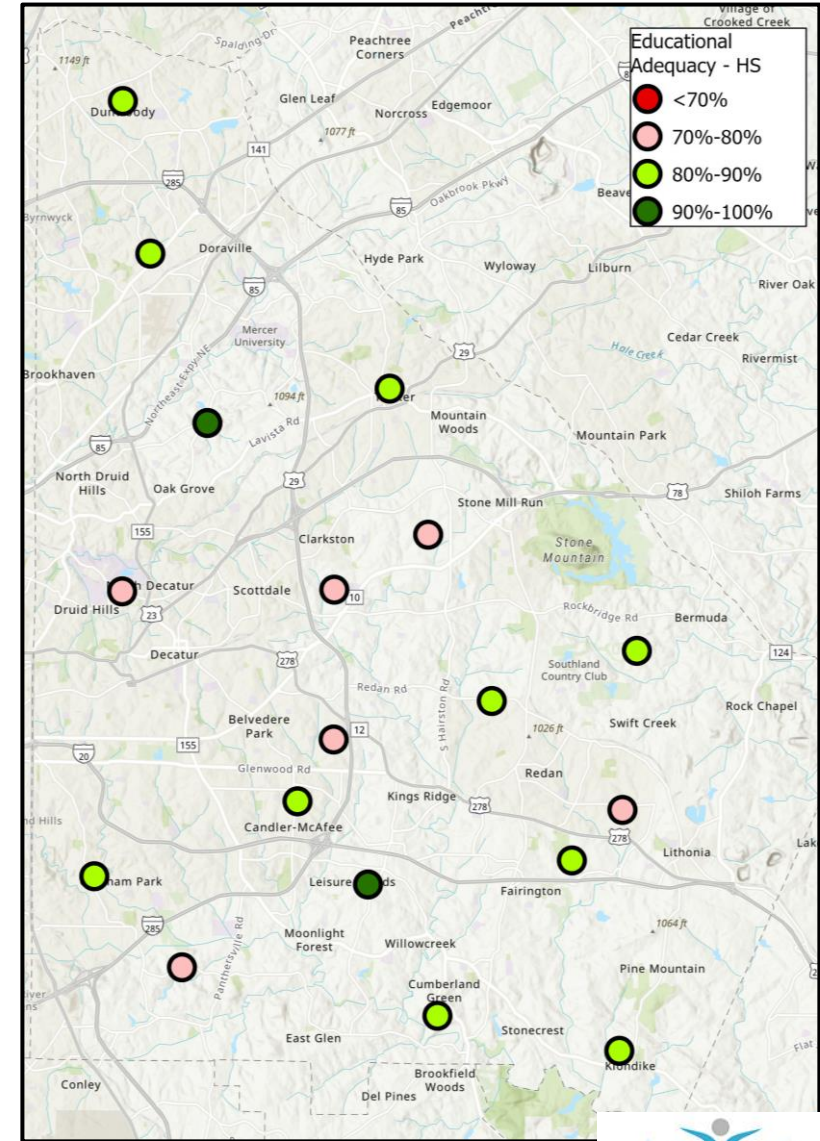 Village of
Crooked Creek
Peachtree
Spalding Dr
Peachtree
Corners
1149 ft
Educational
Adequacy - HS
<70%
70%-80%
80%-90%
90%-100%
Glen Leaf
Edgemoor
Norcross
1077 ft
141
285
Oakbrook Pkwy
85
Byrnwyck
Doraville
Hyde Park
Wyloway
Lilburn
River Oak
85
Mercer
University
29
Cedar Creek
Hale Creek
Rivermist
Brookhaven
Northeast Expy NE
1094 ft
Lavista Rd
Mountain
Woods
Mountain Park
85
North Druid
Hills
Oak Grove
29
78
Shiloh Farms
Stone Mill Run
155
Clarkston
Stone
Mountain
Decatur
Scottdale
10
Druid Hills
23
Rockbridge Rd
Bermuda
Decatur
278
Southland
Country Club
124
Redan Rd
S Hairston Rd
Rock Chapel
Belvedere
Park
12
1026 ft
Swift Creek
155
20
Glenwood Rd
Redan
Kings Ridge
278
Candler-McAfee
278
Lithonia
Fairington
285
Panthersville Rd
Moonlight
Forest
Willowcreek
1064 ft
Pine Mountain
Cumberland
Green
East Glen
Stonecrest
Conley
Brookfield
Woods
Del Pines